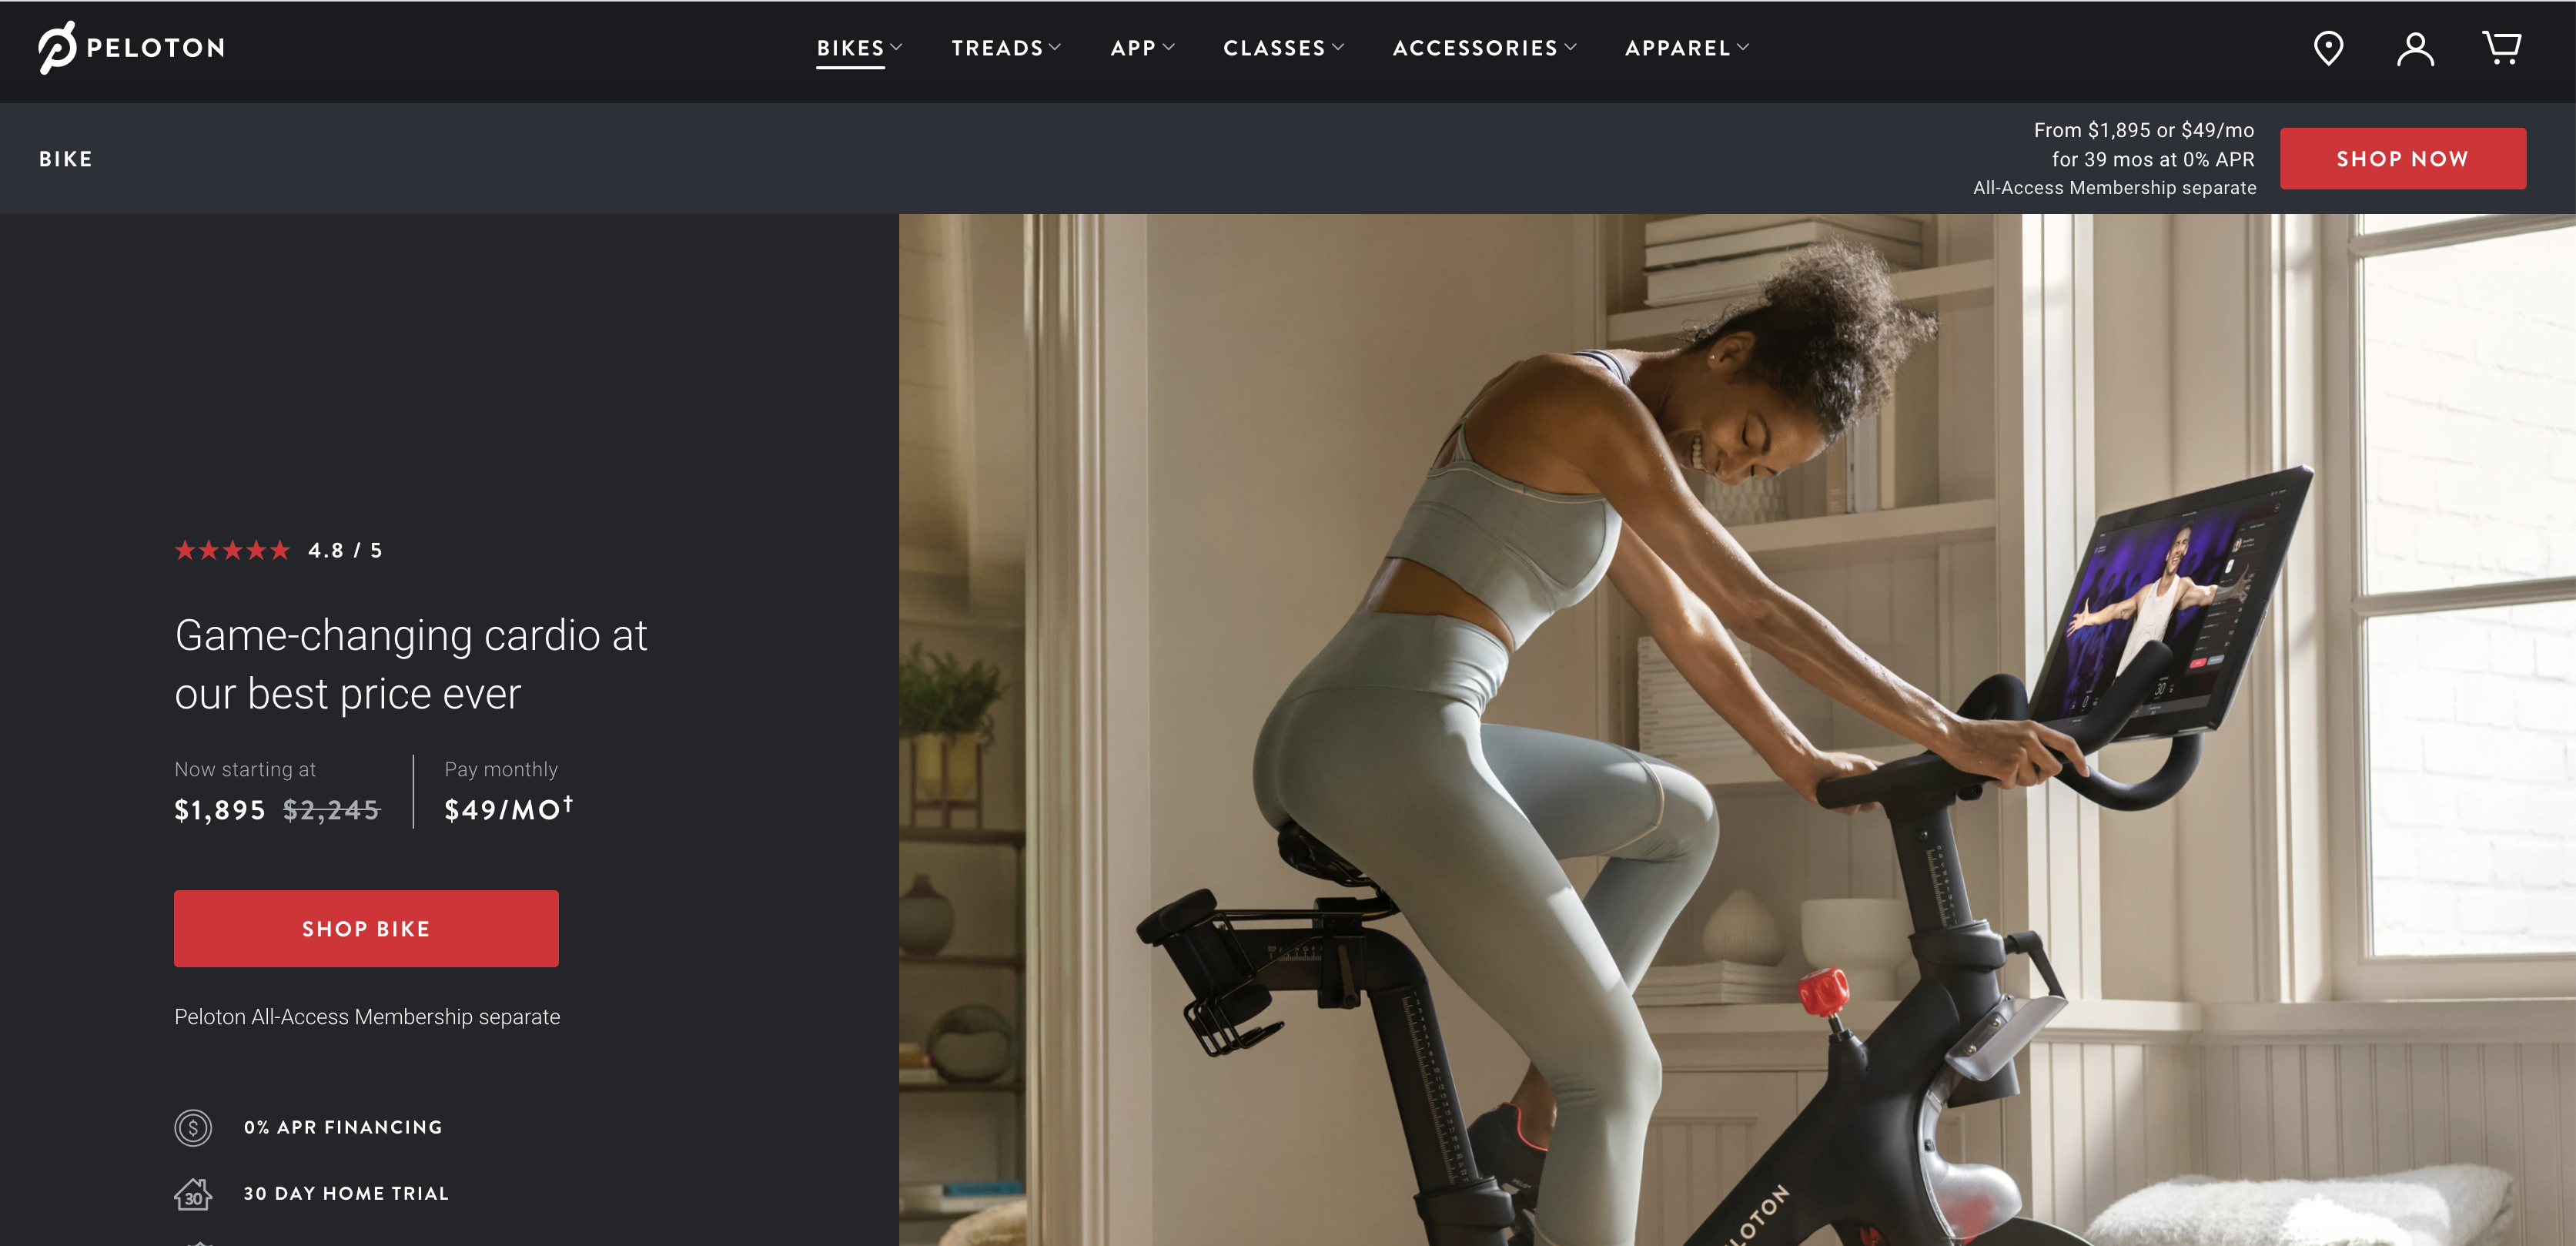 PELOTON
BIKES
TREADS
APP
CLASSES
ACCESSORIES
APPAREL
BIKE
From $1,895 or $49/mo
for 39 mos at 0% APR
All-Access Membership separate
SHOP NOW
4.8 / 5
Game-changing cardio at
our best price ever
Now starting at
$1,895 $2,245
Pay monthly
$49/MO†
SHOP BIKE
Peloton All-Access Membership separate
$
0% APR FINANCING
30
30 DAY HOME TRIAL
LOTON